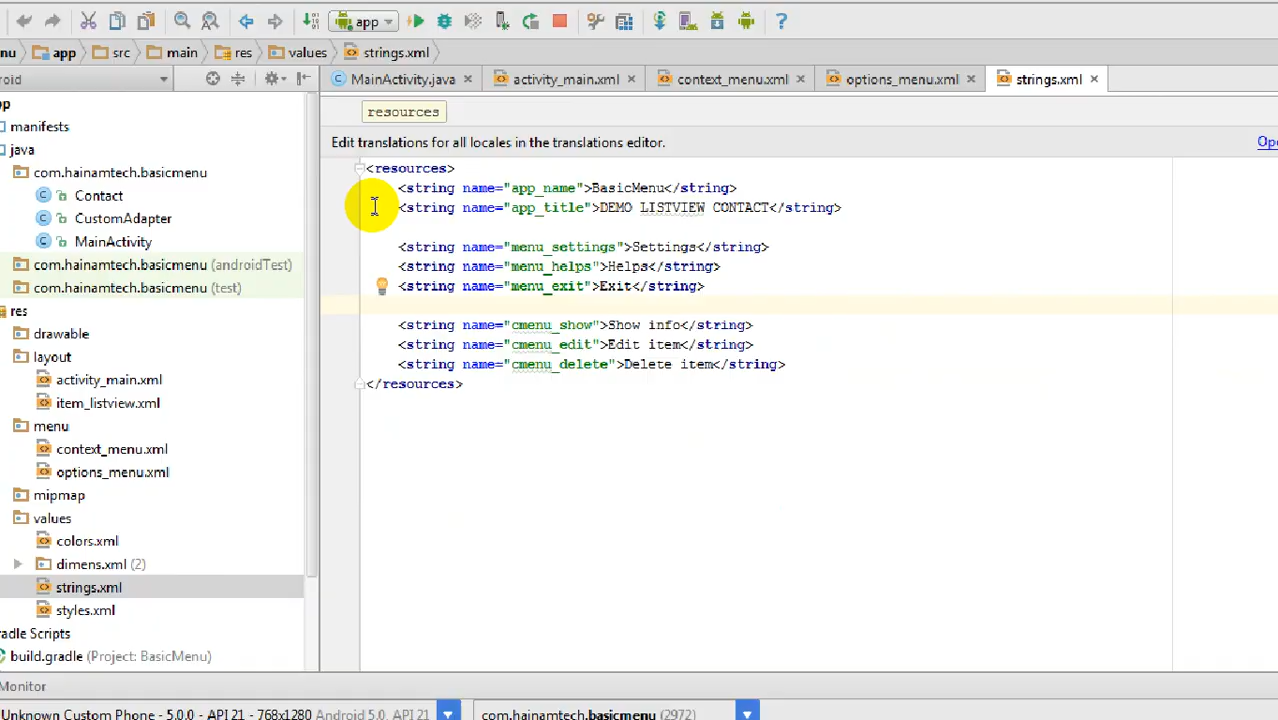 app
nu app src main res values strings.xml
roid
MainActivity.java activity_main.xml context_menu.xml options_menu.xml strings.xml
resources
Edit translations for all locales in the translations editor. Ope
pp
manifests
java
com.hainamtech.basicmenu
Contact
CustomAdapter
MainActivity
com.hainamtech.basicmenu (androidTest)
com.hainamtech.basicmenu (test)
res
drawable
layout
activity_main.xml
item_listview.xml
menu
context_menu.xml
options_menu.xml
mipmap
values
colors.xml
dimens.xml (2)
strings.xml
styles.xml
radle Scripts
build.gradle (Project: BasicMenu)
<resources>
<string name="app_name">BasicMenu</string>
<string name="app_title">DEMO LISTVIEW CONTACT</string>
<string name="menu_settings">Settings</string>
<string name="menu_helps">Helps</string>
<string name="menu_exit">Exit</string>
<string name="cmenu_show">Show info</string>
<string name="cmenu_edit">Edit item</string>
<string name="cmenu_delete">Delete item</string>
</resources>
Monitor
Unknown Custom Phone - 5.0.0 - API 21 - 768x1280 Android 5.0, API 21 com.hainamtech.basicmenu (2972)